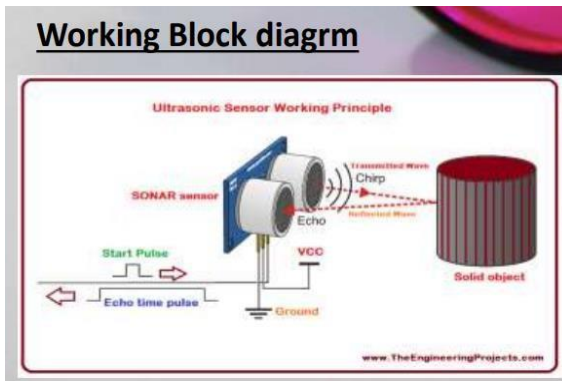 Working Block diagrm
Ultrasonic Sensor Working Principle
Transmitted Wave
Chirp
SONAR sensor
Echo
Reflected Wave
Start Pulse
VCC
Solid object
Echo time pulse
Ground
www.TheEngineeringProjects.com